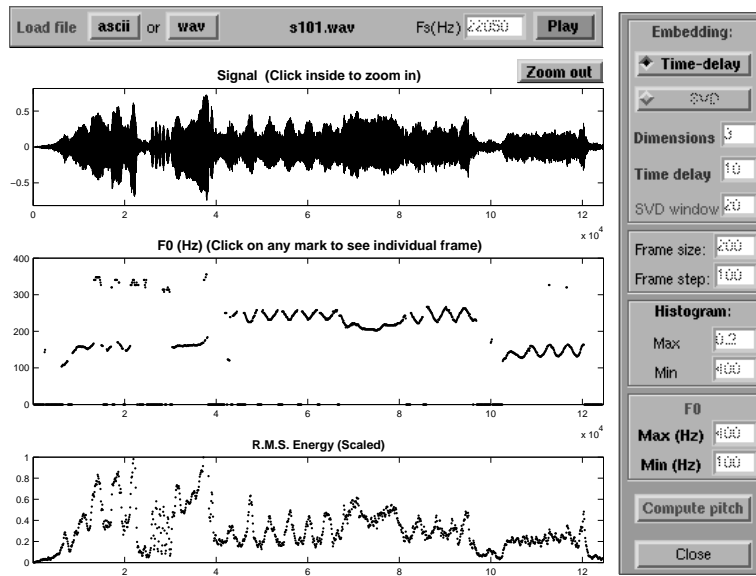 Load file ascii or wav s101.wav Fs(Hz) 22050 Play
Signal (Click inside to zoom in) Zoom out
0.5
0
−0.5
0 2 4 6 8 10 12
x 10^4
F0 (Hz) (Click on any mark to see individual frame)
400
300
200
100
0
2 4 6 8 10 12
x 10^4
R.M.S. Energy (Scaled)
1
0.8
0.6
0.4
0.2
0
2 4 6 8 10 12
Embedding:
Time-delay
SVD
Dimensions 3
Time delay 10
SVD window 20
Frame size: 200
Frame step: 100
Histogram:
Max 0.2
Min 400
F0
Max (Hz) 400
Min (Hz) 100
Compute pitch
Close